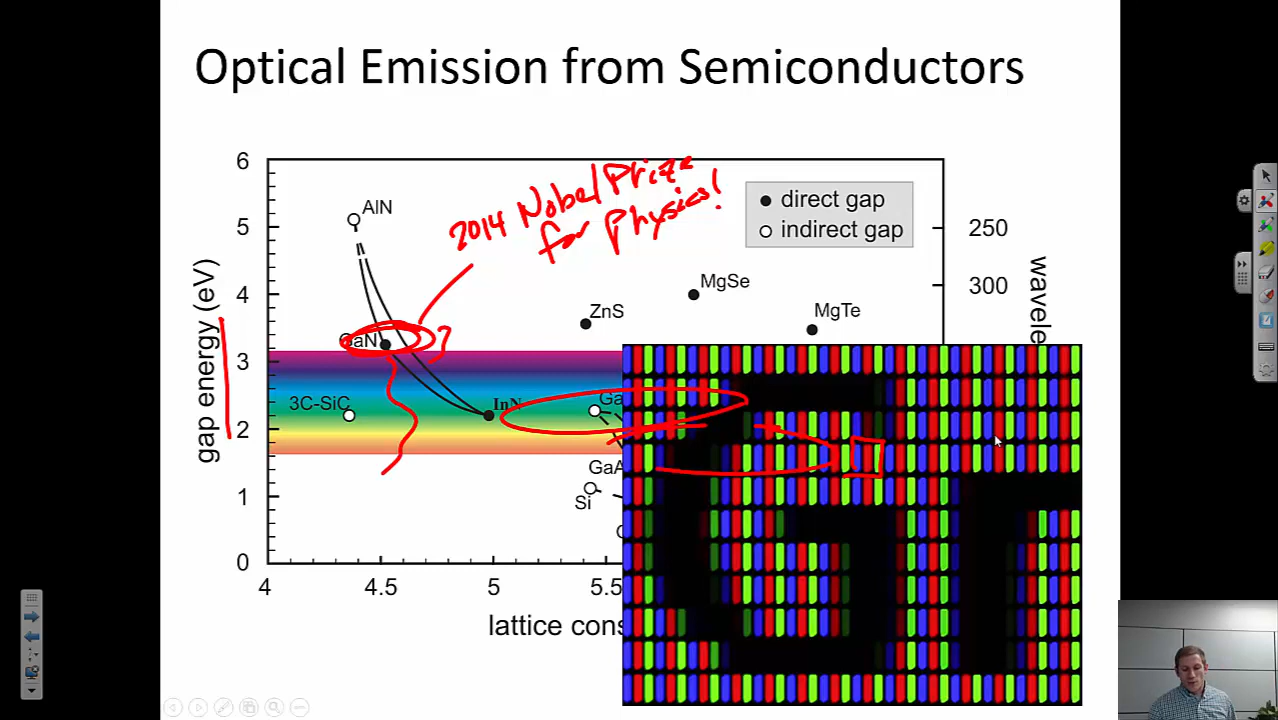 Optical Emission from Semiconductors
2014 Nobel Prize
for Physics!
6
5
4
3
2
1
0
gap energy (eV)
AlN
GaN
?
3C-SiC
InN
ZnS
MgSe
MgTe
direct gap
indirect gap
250
300
wavele
Ga
GaA
Si
4
4.5
5
5.5
lattice cons